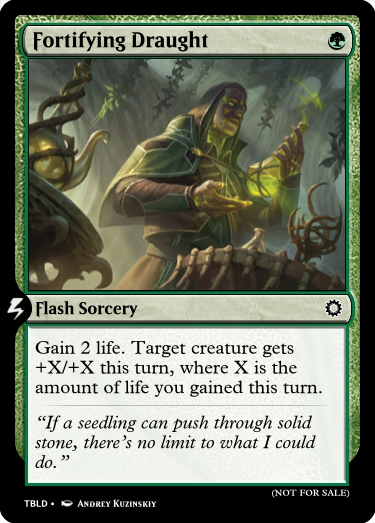 Fortifying Draught
Flash Sorcery
Gain 2 life. Target creature gets
+X/+X this turn, where X is the
amount of life you gained this turn.
“If a seedling can push through solid
stone, there's no limit to what I could
do.”
(NOT FOR SALE)
TBLD • Andrey Kuzinskiy